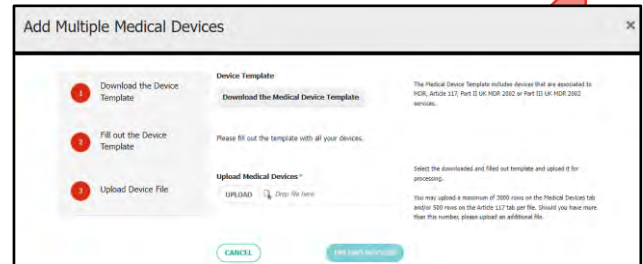 Add Multiple Medical Devices
×
1
Download the Device
Template
Device Template
Download the Medical Device Template
The Medical Device Template includes devices that are associated to
MDR, Article 117, Part II UK MDR 2002 or Part III UK MDR 2002
services.
2
Fill out the Device
Template
Please fill out the template with all your devices.
3
Upload Device File
Upload Medical Devices *
UPLOAD Drop file here
Select the downloaded and filled out template and upload it for
processing.
You may upload a maximum of 3000 rows on the Medical Devices tab
and/or 500 rows on the Article 117 tab per file. Should you have more
than this number, please upload an additional file.
CANCEL